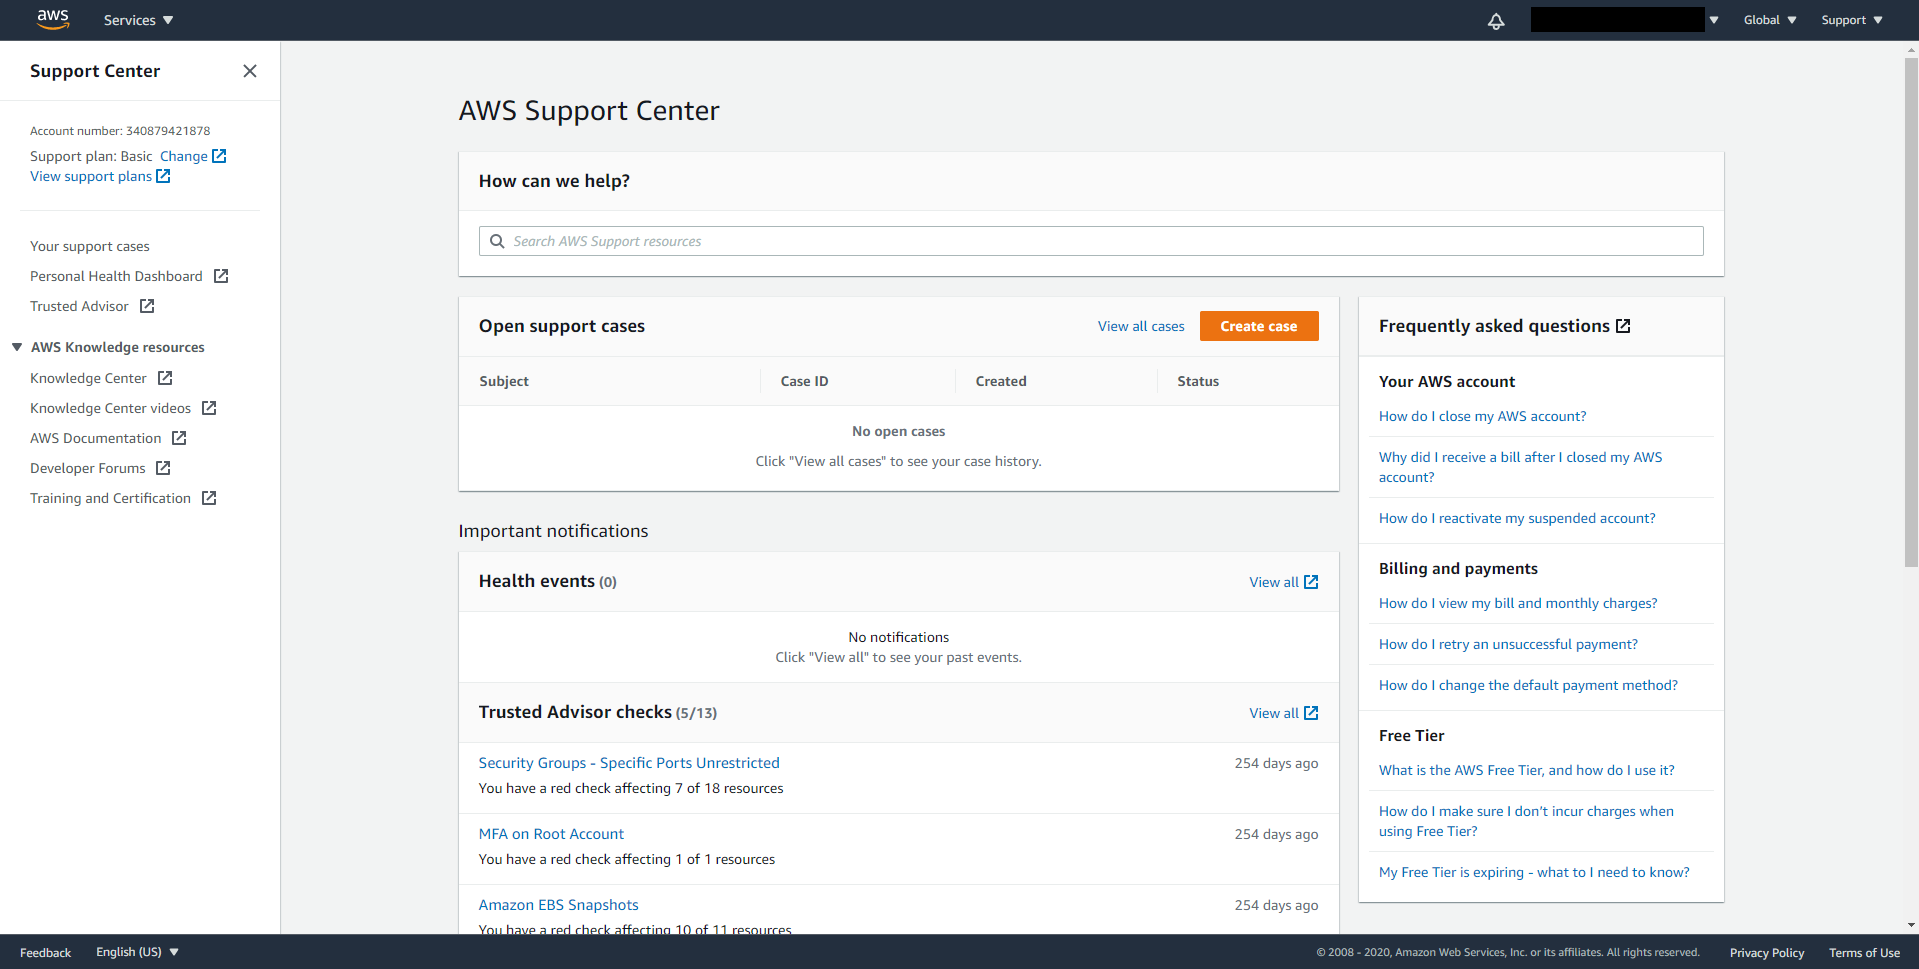 aws
Services
Global
Support
Support Center
Account number: 340879421878
Support plan: Basic Change
View support plans
Your support cases
Personal Health Dashboard
Trusted Advisor
AWS Knowledge resources
Knowledge Center
Knowledge Center videos
AWS Documentation
Developer Forums
Training and Certification
AWS Support Center
How can we help?
Search AWS Support resources
Open support cases
View all cases
Create case
Subject
Case ID
Created
Status
No open cases
Click "View all cases" to see your case history.
Important notifications
Health events (0)
View all
No notifications
Click "View all" to see your past events.
Trusted Advisor checks (5/13)
View all
Security Groups - Specific Ports Unrestricted
254 days ago
You have a red check affecting 7 of 18 resources
MFA on Root Account
254 days ago
You have a red check affecting 1 of 1 resources
Amazon EBS Snapshots
254 days ago
You have a red check affecting 10 of 11 resources
Frequently asked questions
Your AWS account
How do I close my AWS account?
Why did I receive a bill after I closed my AWS
account?
How do I reactivate my suspended account?
Billing and payments
How do I view my bill and monthly charges?
How do I retry an unsuccessful payment?
How do I change the default payment method?
Free Tier
What is the AWS Free Tier, and how do I use it?
How do I make sure I don't incur charges when
using Free Tier?
My Free Tier is expiring - what to I need to know?
Feedback
English (US)
© 2008 - 2020, Amazon Web Services, Inc. or its affiliates. All rights reserved.
Privacy Policy
Terms of Use